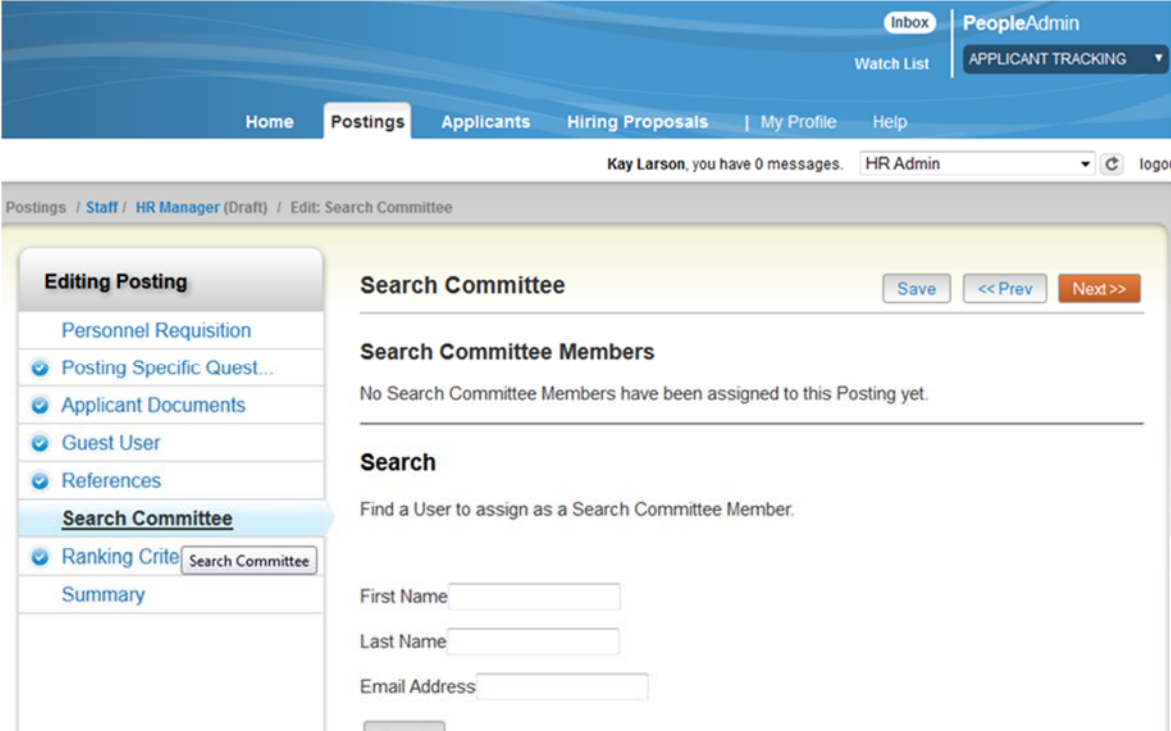 Inbox
PeopleAdmin
Watch List
APPLICANT TRACKING
Home Postings Applicants Hiring Proposals | My Profile Help
Kay Larson, you have 0 messages. HR Admin
Postings / Staff / HR Manager (Draft) / Edit: Search Committee
Editing Posting
Personnel Requisition
Posting Specific Quest...
Applicant Documents
Guest User
References
Search Committee
Ranking Crite
Search Committee
Summary
Search Committee
Save << Prev Next >>
Search Committee Members
No Search Committee Members have been assigned to this Posting yet.
Search
Find a User to assign as a Search Committee Member.
First Name
Last Name
Email Address